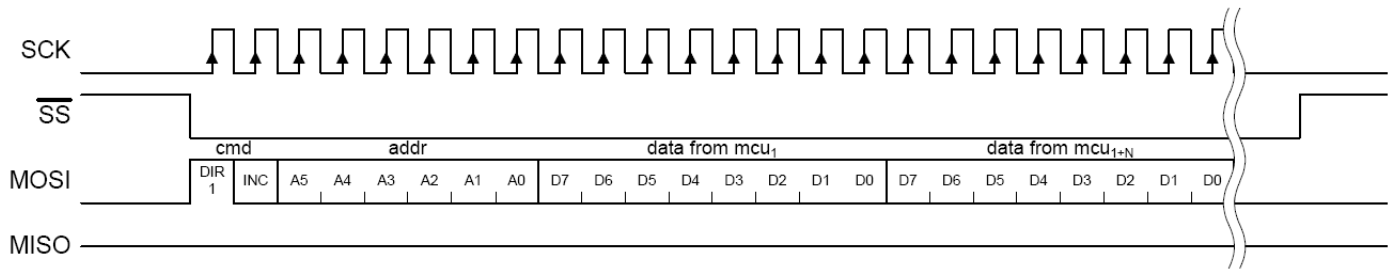 SCK
SS
cmd addr data from mcu1 data from mcu1+N
MOSI DIR 1 INC A5 A4 A3 A2 A1 A0 D7 D6 D5 D4 D3 D2 D1 D0 D7 D6 D5 D4 D3 D2 D1 D0
MISO